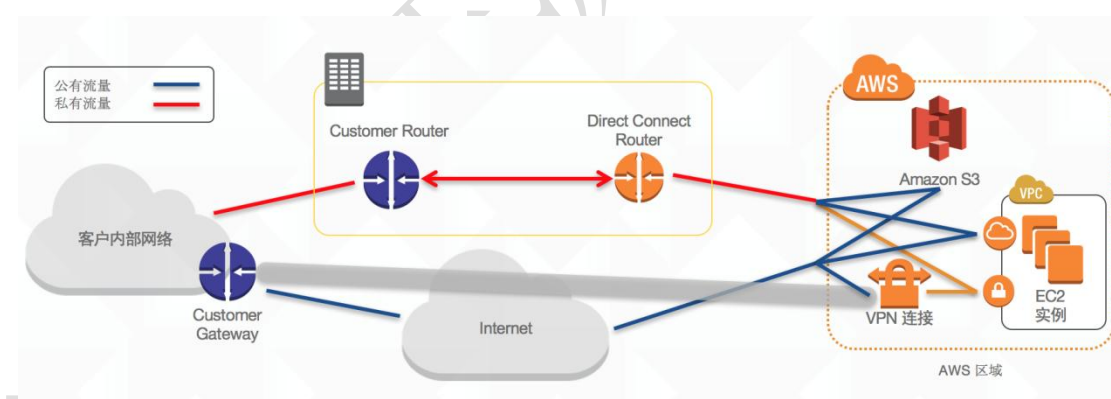 公有流量
私有流量
Customer Router
Direct Connect
Router
AWS
Amazon S3
VPC
客户内部网络
Customer
Gateway
Internet
VPN 连接
EC2
实例
AWS 区域